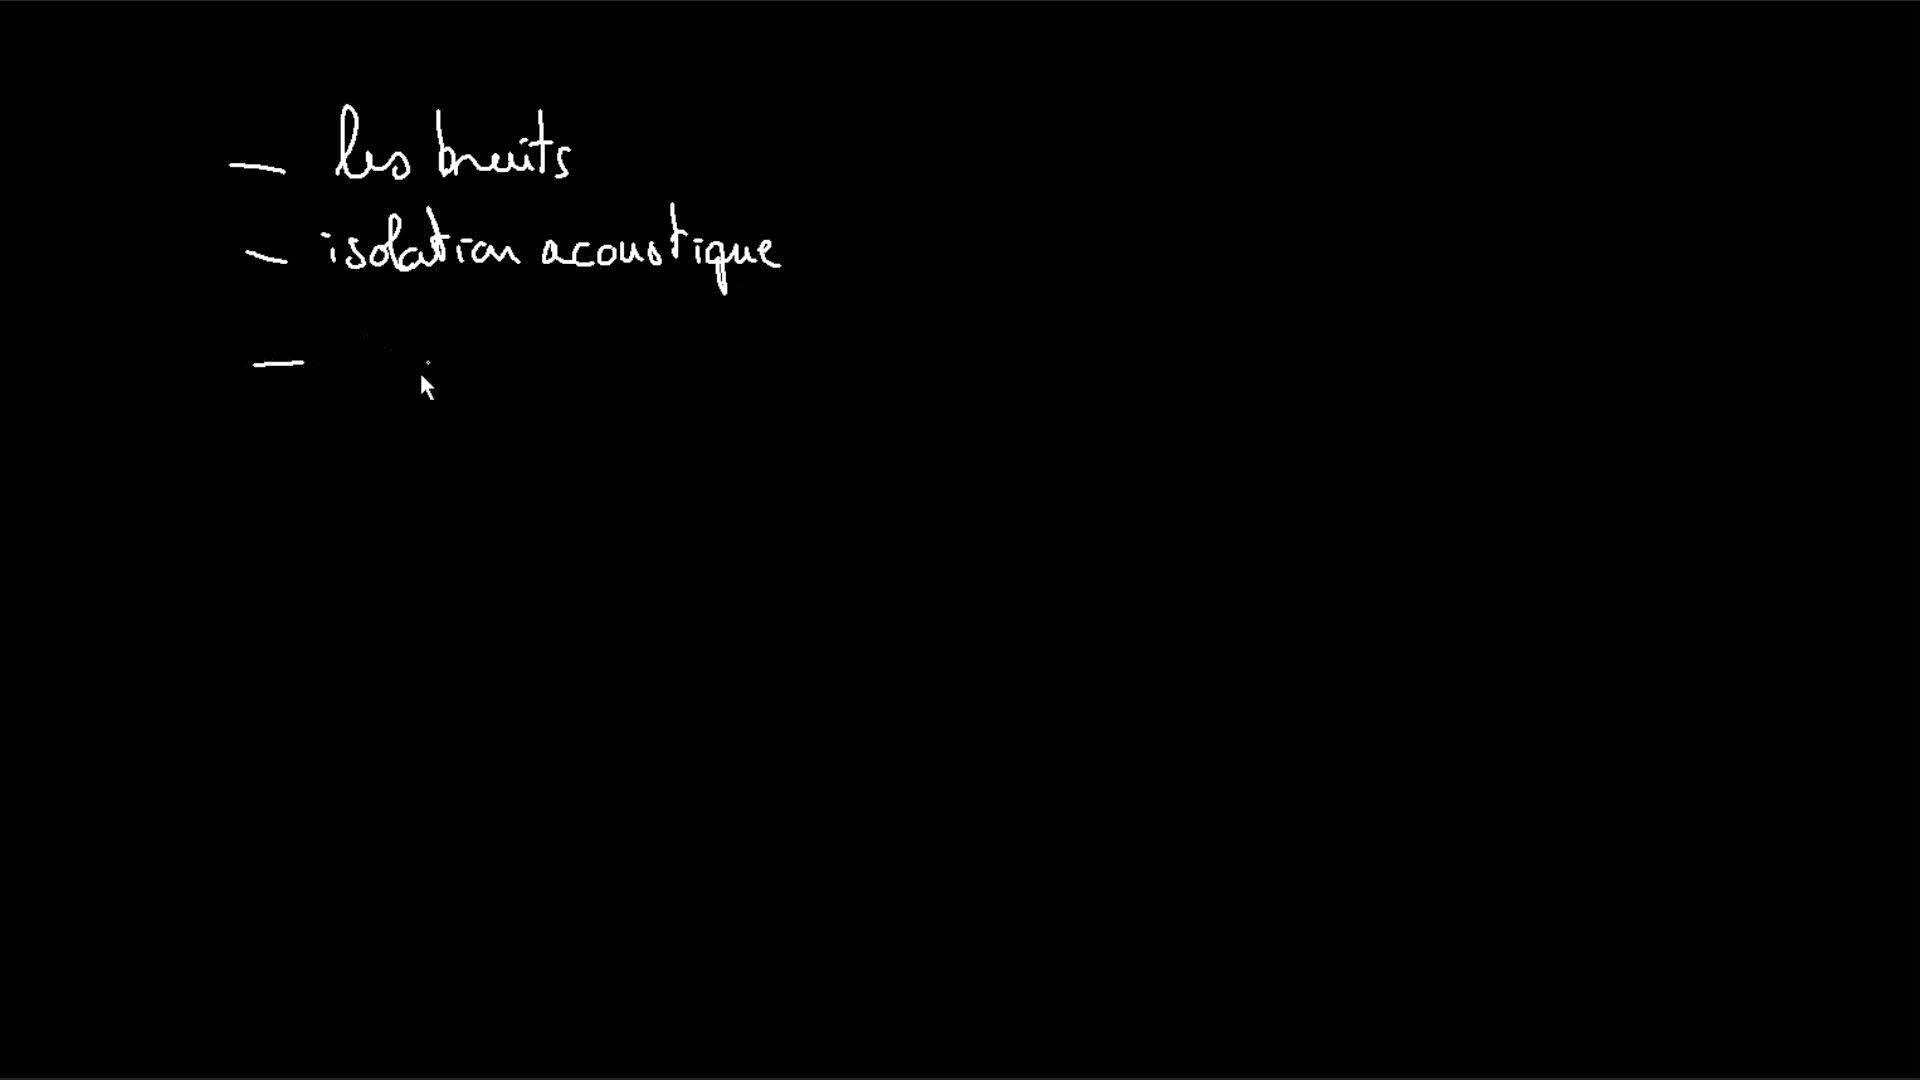 - les bruits
- isolation acoustique
-